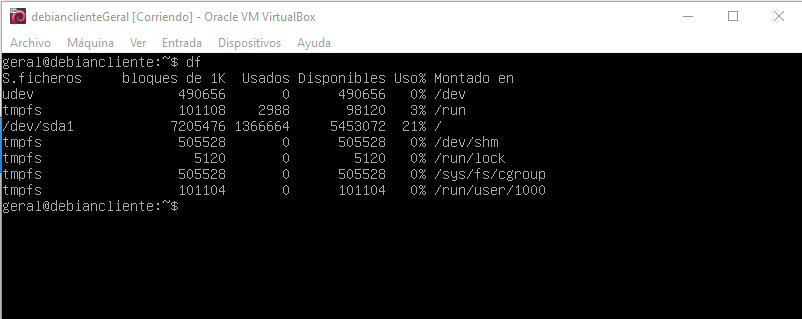 debianclienteGeral [Corriendo] - Oracle VM VirtualBox
Archivo Máquina Ver Entrada Dispositivos Ayuda
geral@debiancliente:~$ df
S.ficheros bloques de 1K Usados Disponibles Uso% Montado en
udev 490656 0 490656 0% /dev
tmpfs 101108 2988 98120 3% /run
/dev/sda1 7205476 1366664 5453072 21% /
tmpfs 505528 0 505528 0% /dev/shm
tmpfs 5120 0 5120 0% /run/lock
tmpfs 505528 0 505528 0% /sys/fs/cgroup
tmpfs 101104 0 101104 0% /run/user/1000
geral@debiancliente:~$